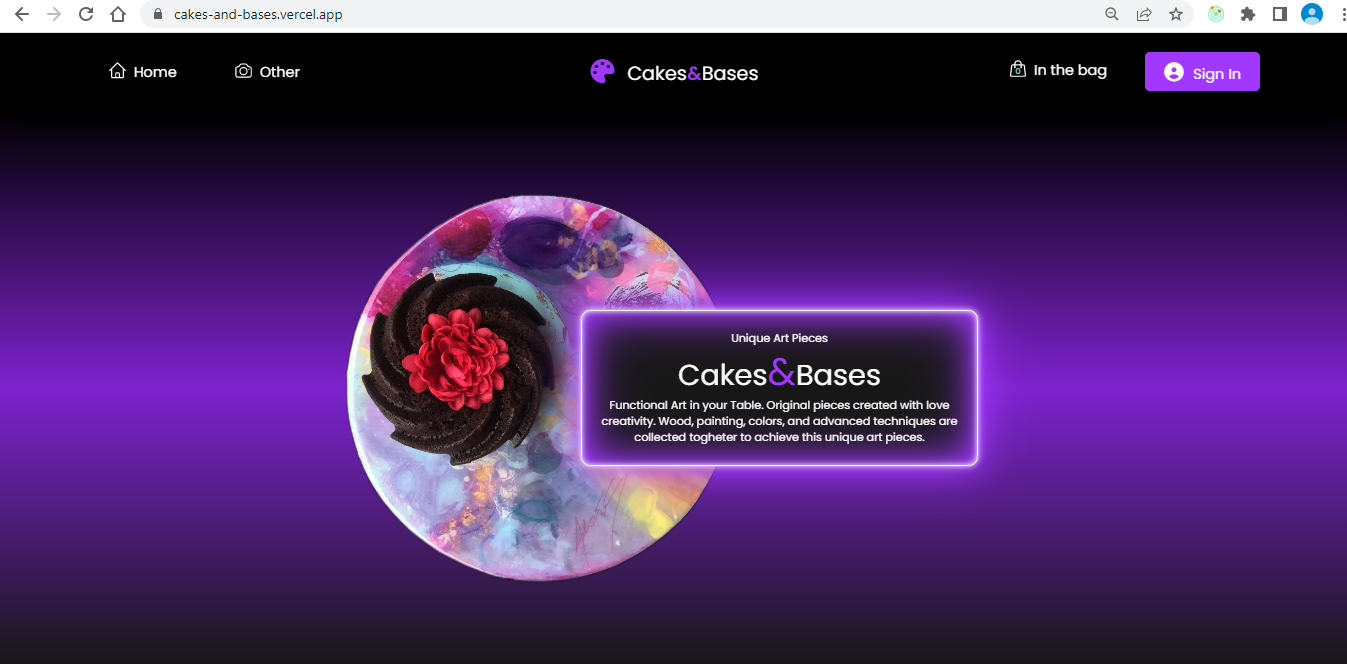 cakes-and-bases.vercel.app
Home
Other
Cakes&Bases
In the bag
0
Sign In
Unique Art Pieces
Cakes&Bases
Functional Art in your Table. Original pieces created with love
creativity. Wood, painting, colors, and advanced techniques are
collected togheter to achieve this unique art pieces.